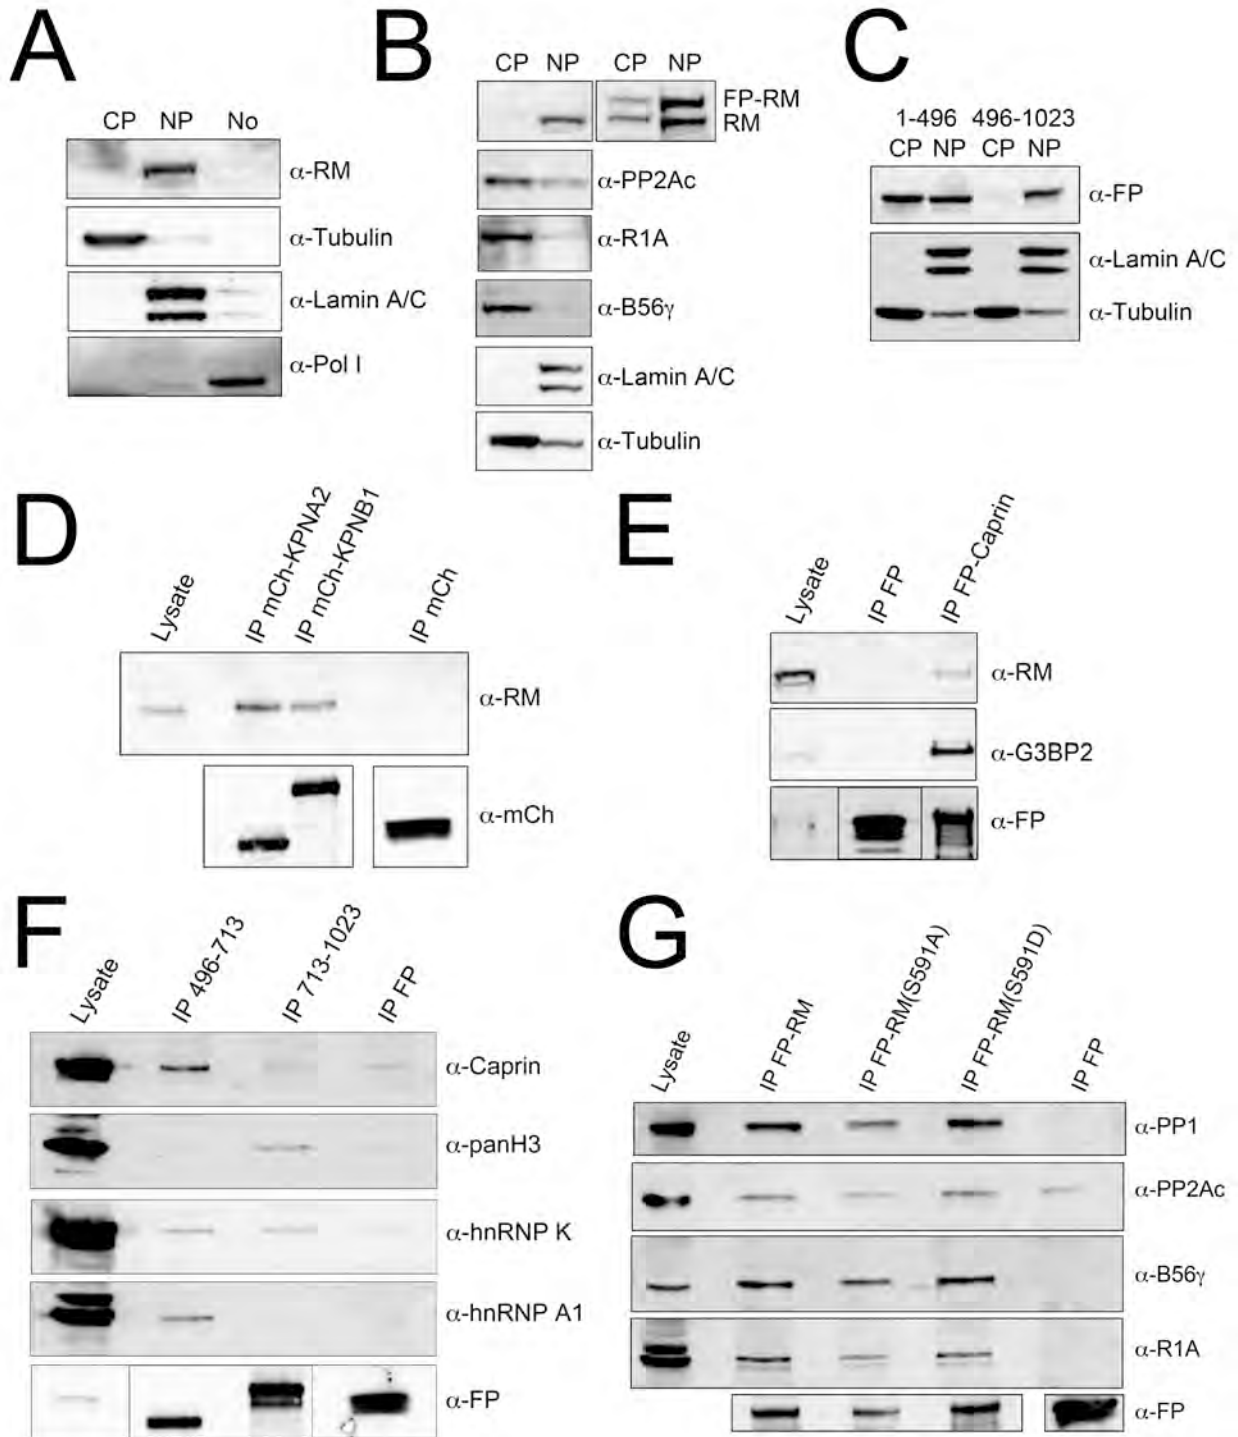 A
CP NP No
α-RM
α-Tubulin
α-Lamin A/C
α-Pol I
B
CP NP CP NP
FP-RM
RM
α-PP2Ac
α-R1A
α-B56γ
α-Lamin A/C
α-Tubulin
C
1-496 496-1023
CP NP CP NP
α-FP
α-Lamin A/C
α-Tubulin
D
Lysate
IP mCh-KPNA2
IP mCh-KPNB1
IP mCh
α-RM
α-mCh
E
Lysate
IP FP
IP FP-Caprin
α-RM
α-G3BP2
α-FP
F
Lysate
IP 496-713
IP 713-1023
IP FP
α-Caprin
α-panH3
α-hnRNP K
α-hnRNP A1
α-FP
G
Lysate
IP FP-RM
IP FP-RM(S591A)
IP FP-RM(S591D)
IP FP
α-PP1
α-PP2Ac
α-B56γ
α-R1A
α-FP